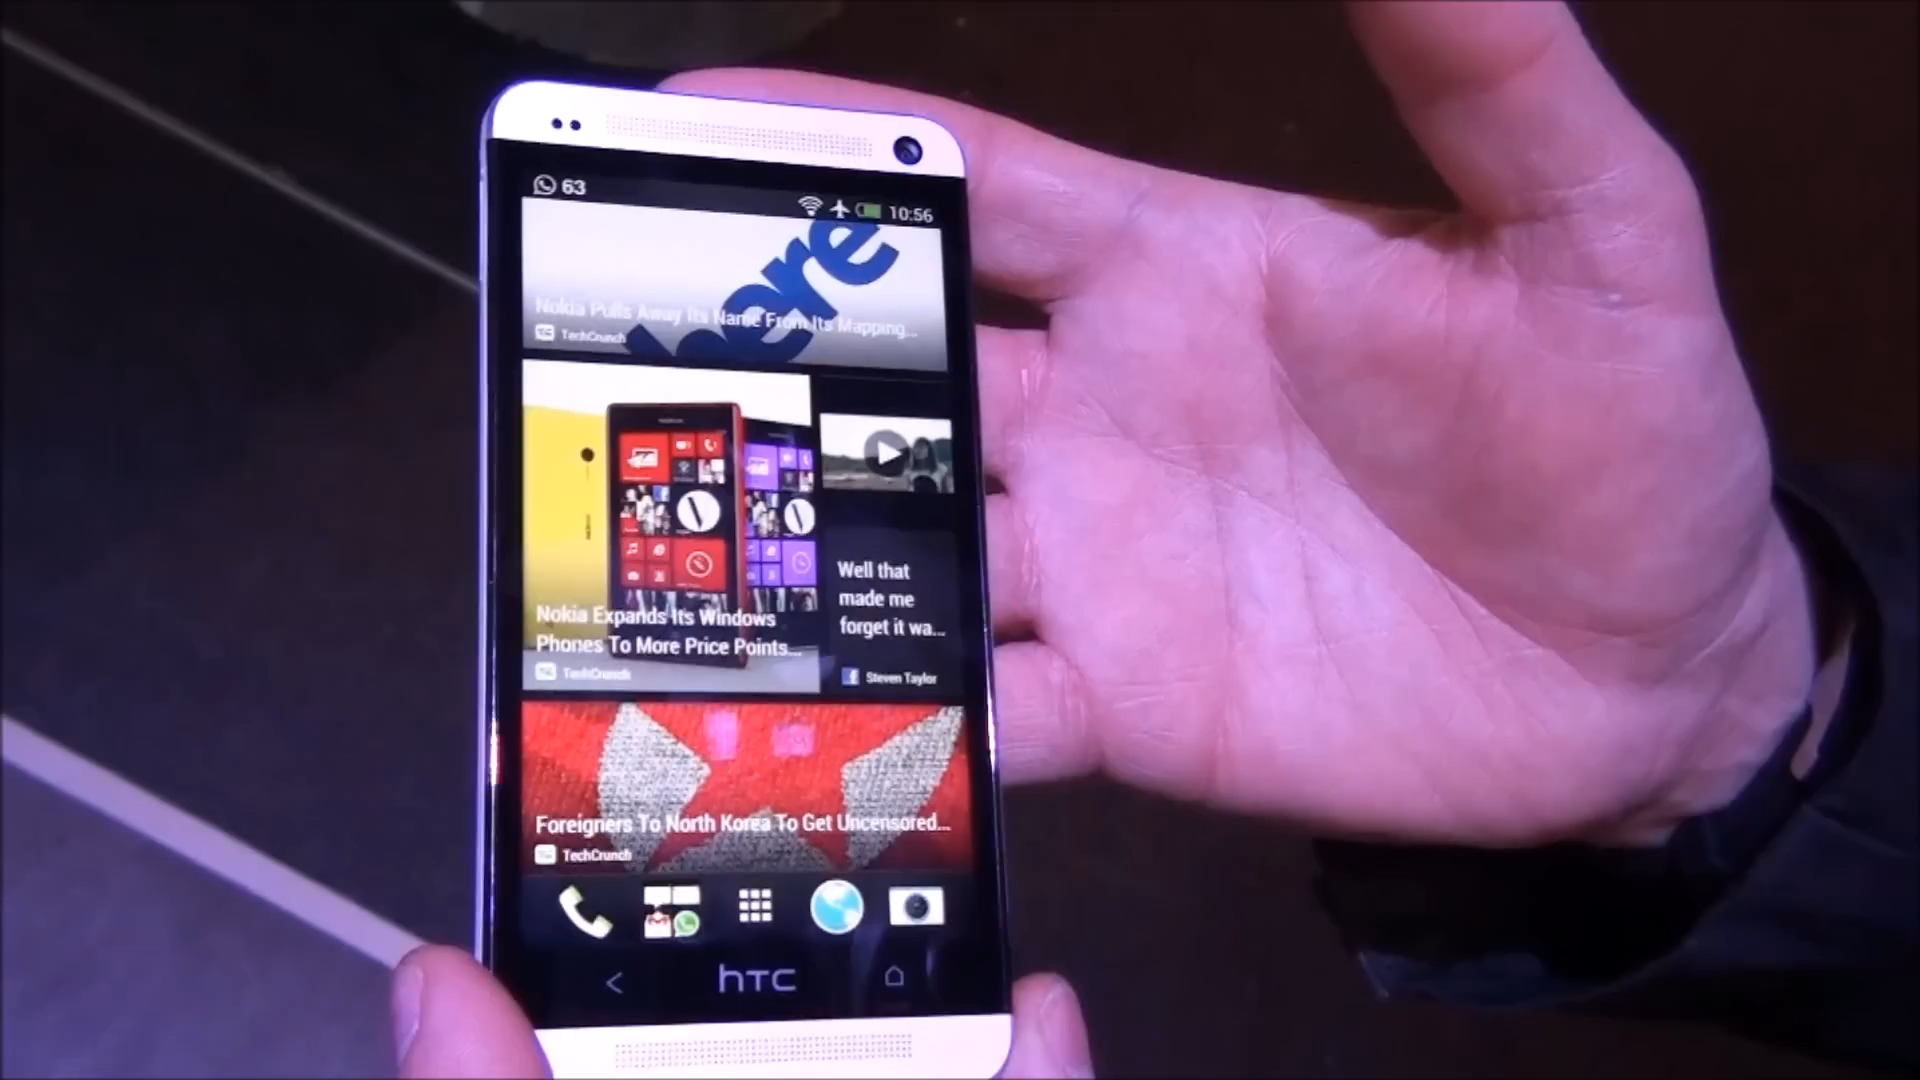 63
10:56
here
Nokia Pulls Away Its Name From Its Mapping...
TechCrunch
Nokia Expands Its Windows
Phones To More Price Points...
TechCrunch
Well that
made me
forget it wa...
f Steven Taylor
Foreigners To North Korea To Get Uncensored...
TechCrunch
hTC